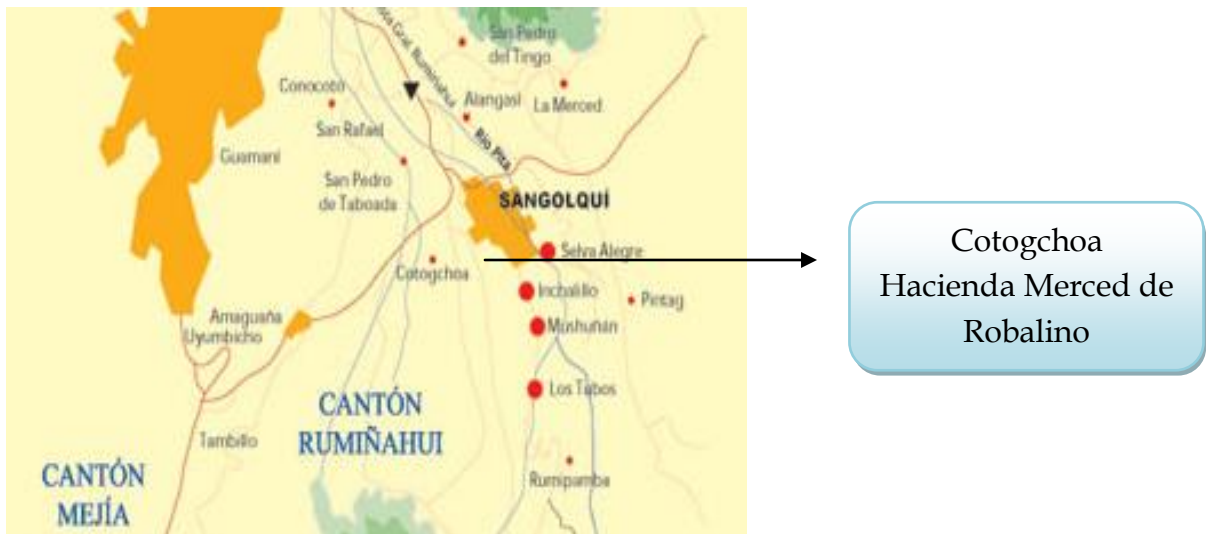 San Pedro
del Tingo
Gral. Rumiñahui
Conocoto
Alangasí
La Merced
San Rafael
Guamaní
Río Pita
San Pedro
de Taboada
SANGOLQUÍ
Selva Alegre
Cotogchoa
Inchalillo
Pintag
Mushuñan
Amaguaña
Uyumbicho
Los Tubos
CANTÓN
RUMIÑAHUI
Tambillo
Rumipamba
CANTÓN
MEJÍA
Cotogchoa
Hacienda Merced de
Robalino